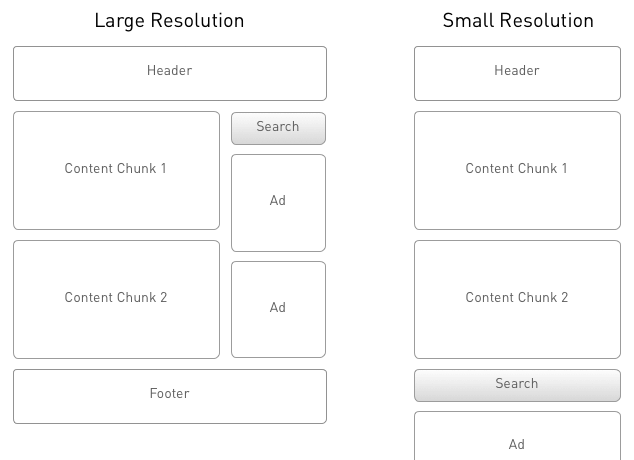 Large Resolution
Header
Content Chunk 1
Search
Ad
Content Chunk 2
Ad
Footer
Small Resolution
Header
Content Chunk 1
Content Chunk 2
Search
Ad